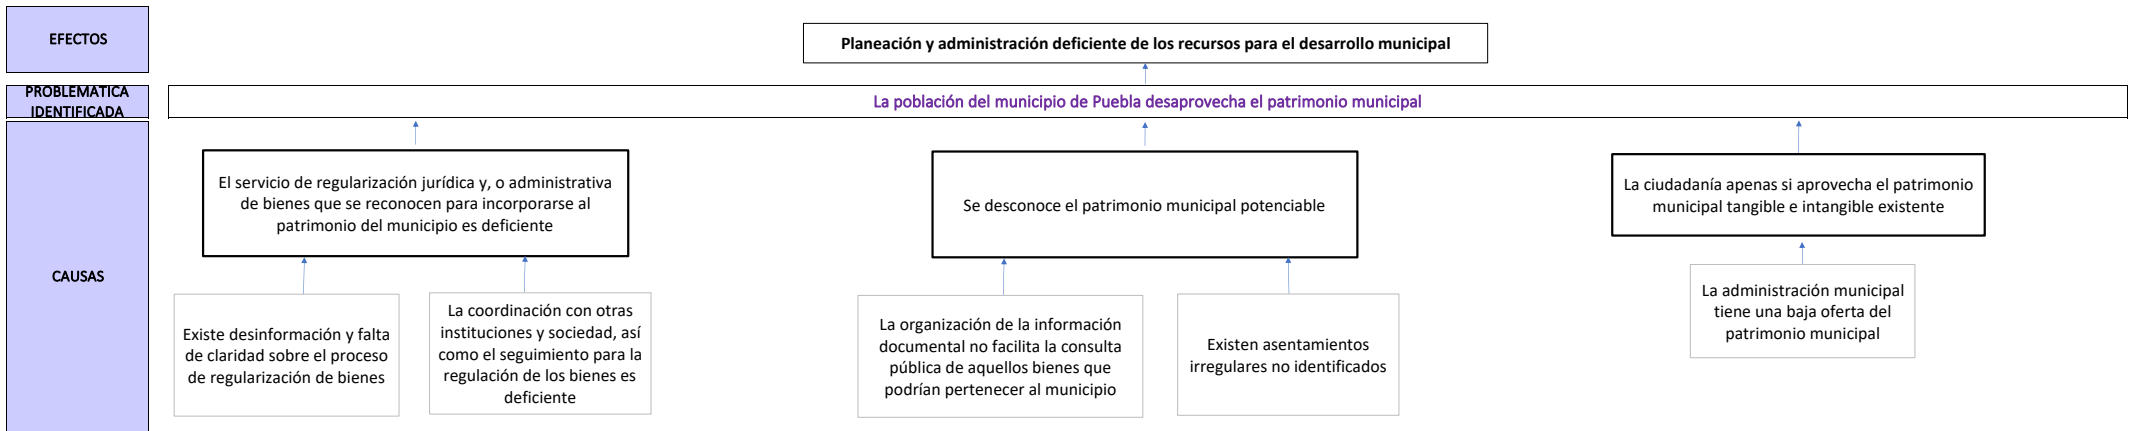 EFECTOS
Planeación y administración deficiente de los recursos para el desarrollo municipal
PROBLEMÁTICA
IDENTIFICADA
La población del municipio de Puebla desaprovecha el patrimonio municipal
CAUSAS
El servicio de regularización jurídica y, o administrativa
de bienes que se reconocen para incorporarse al
patrimonio del municipio es deficiente
Se desconoce el patrimonio municipal potenciable
La ciudadanía apenas si aprovecha el patrimonio
municipal tangible e intangible existente
Existe desinformación y falta
de claridad sobre el proceso
de regularización de bienes
La coordinación con otras
instituciones y sociedad, así
como el seguimiento para la
regulación de los bienes es
deficiente
La organización de la información
documental no facilita la consulta
pública de aquellos bienes que
podrían pertenecer al municipio
Existen asentamientos
irregulares no identificados
La administración municipal
tiene una baja oferta del
patrimonio municipal